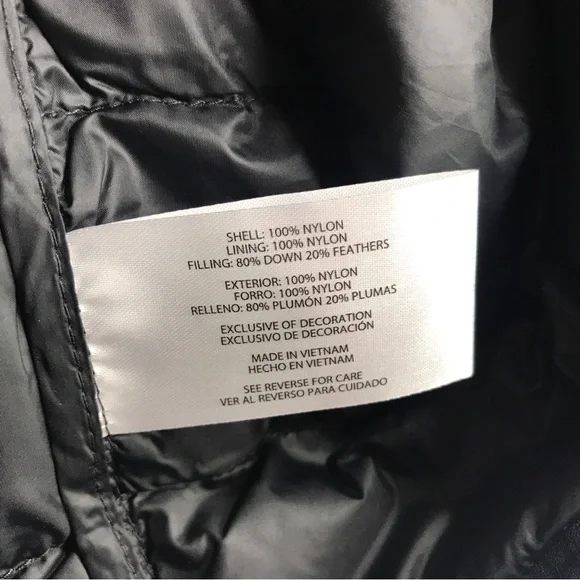 SHELL: 100% NYLON
LINING: 100% NYLON
FILLING: 80% DOWN 20% FEATHERS
EXTERIOR: 100% NYLON
FORRO: 100% NYLON
RELLENO: 80% PLUMÓN 20% PLUMAS
EXCLUSIVE OF DECORATION
EXCLUSIVO DE DECORACIÓN
MADE IN VIETNAM
HECHO EN VIETNAM
SEE REVERSE FOR CARE
VER AL REVERSO PARA CUIDADO